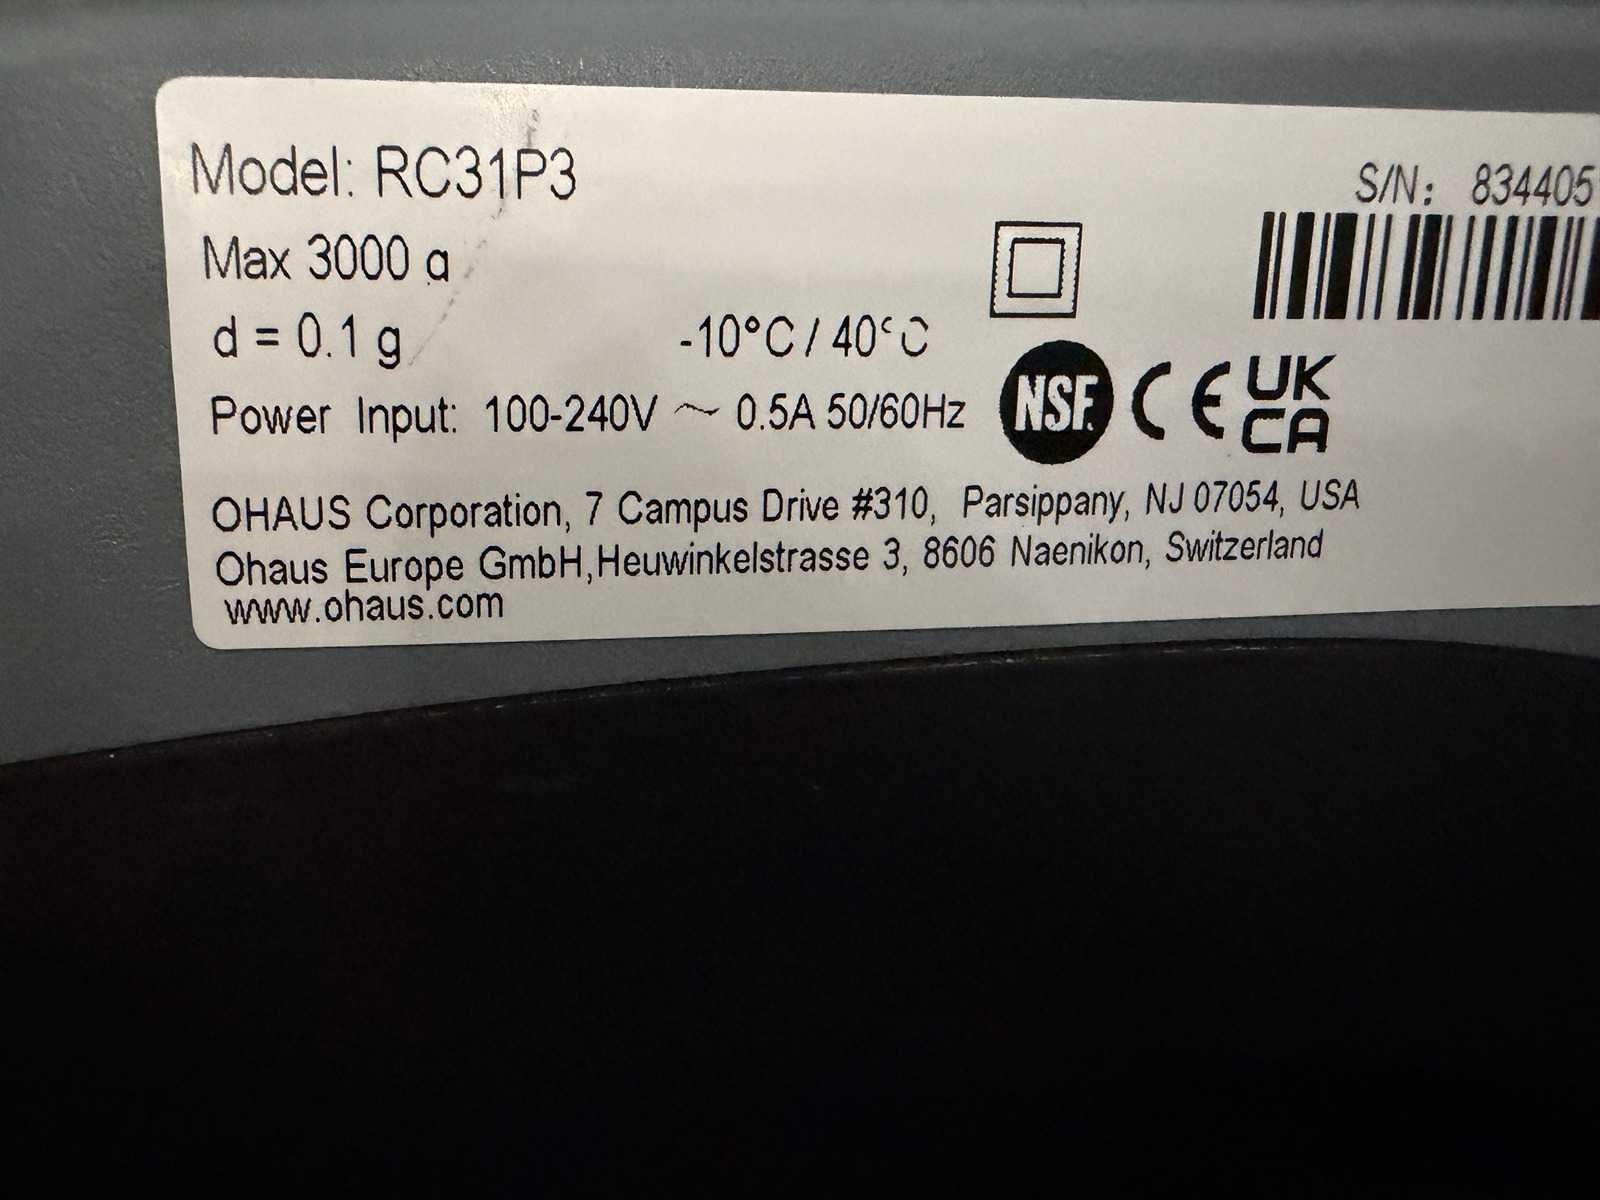 Model: RC31P3
S/N: 834405
Max 3000 g
d = 0.1 g
-10°C / 40°C
Power Input: 100-240V ~ 0.5A 50/60Hz
NSF.
CE
UK
CA
OHAUS Corporation, 7 Campus Drive #310, Parsippany, NJ 07054, USA
Ohaus Europe GmbH,Heuwinkelstrasse 3, 8606 Naenikon, Switzerland
www.ohaus.com